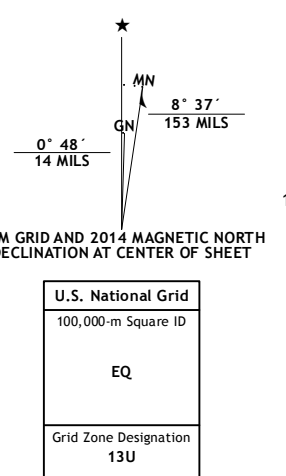 ★
MN
8° 37´
153 MILS
GN
0° 48´
14 MILS
M GRID AND 2014 MAGNETIC NORTH
DECLINATION AT CENTER OF SHEET
U.S. National Grid
100,000-m Square ID
EQ
Grid Zone Designation
13U